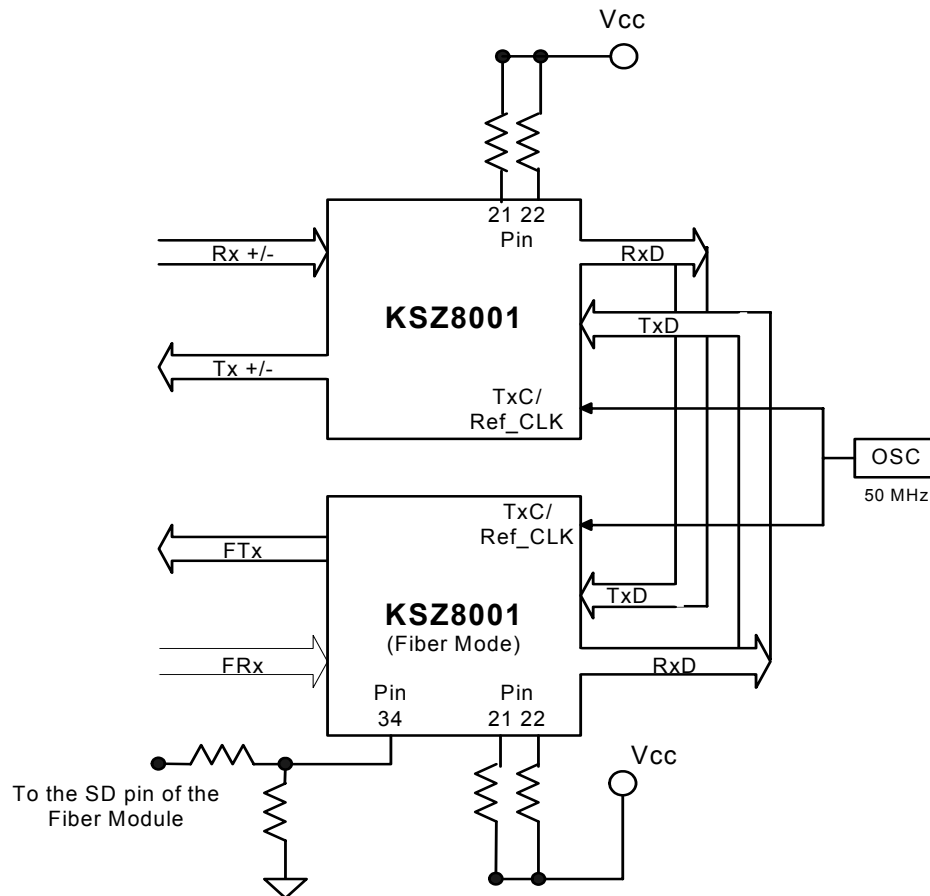 Vcc
21 22
Pin
Rx +/-
RxD
KSZ8001
TxD
Tx +/-
TxC/
Ref_CLK
OSC
50 MHz
TxC/
Ref_CLK
FTx
TxD
KSZ8001
(Fiber Mode)
FRx
RxD
Pin
34
Pin
21 22
Vcc
To the SD pin of the
Fiber Module